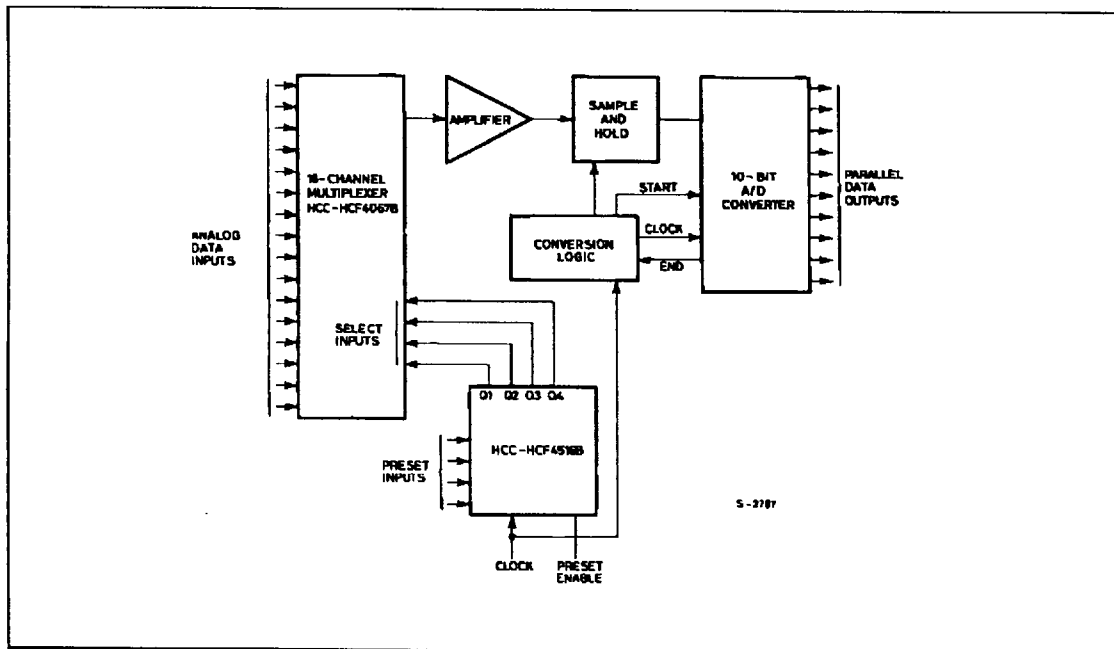 ANALOG
DATA
INPUTS
16-CHANNEL
MULTIPLEXER
HCC-HCF4067B
SELECT
INPUTS
AMPLIFIER
SAMPLE
AND
HOLD
START
CONVERSION
LOGIC
CLOCK
END
10-BIT
A/D
CONVERTER
PARALLEL
DATA
OUTPUTS
Q1 Q2 Q3 Q4
HCC-HCF4516B
PRESET
INPUTS
CLOCK
PRESET
ENABLE
S-2787